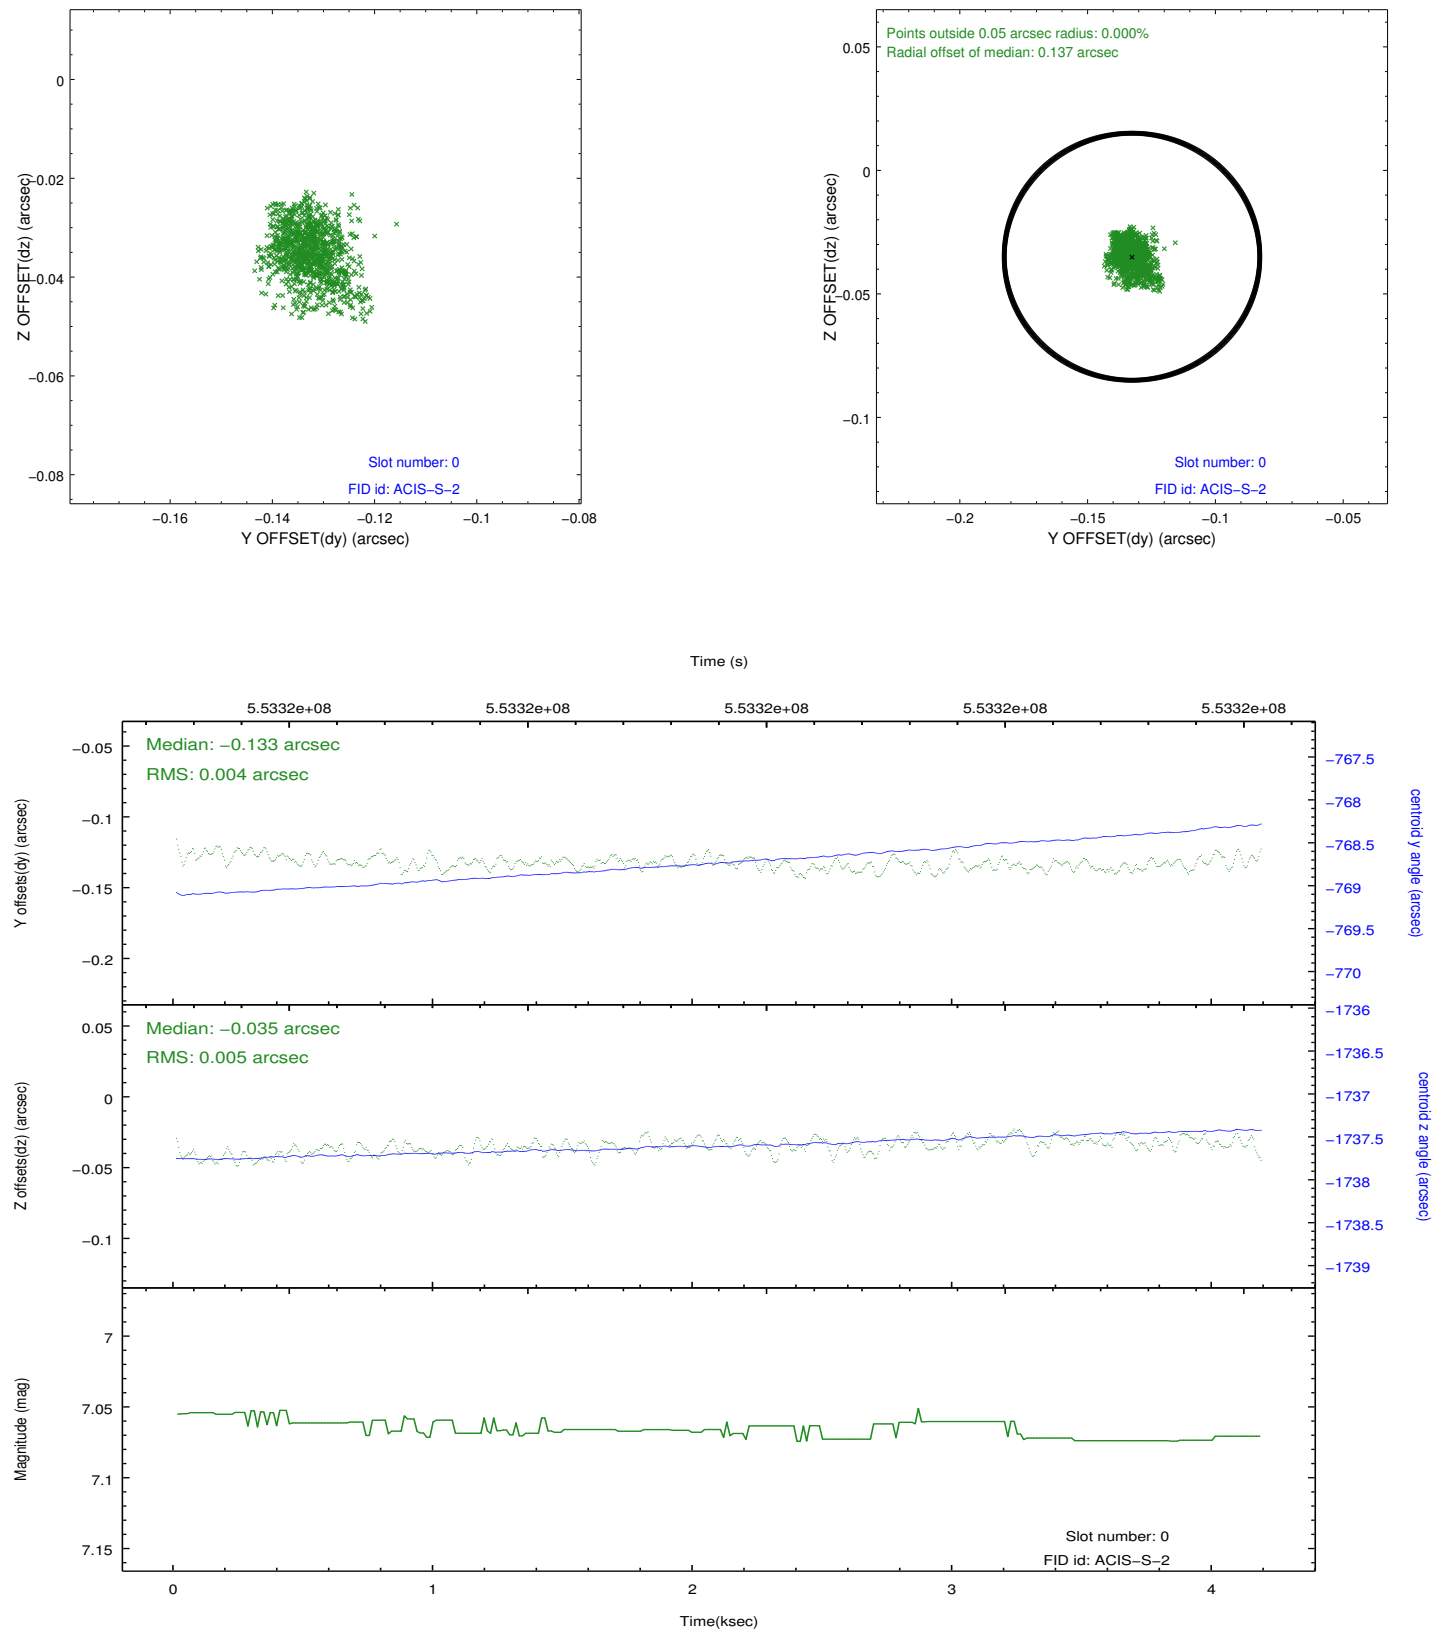 0
−0.02
−0.04
−0.06
−0.08
Z OFFSET(dz) (arcsec)
Slot number: 0
FID id: ACIS−S−2
−0.16 −0.14 −0.12 −0.1 −0.08
Y OFFSET(dy) (arcsec)
Points outside 0.05 arcsec radius: 0.000%
Radial offset of median: 0.137 arcsec
0.05
0
−0.05
−0.1
Z OFFSET(dz) (arcsec)
Slot number: 0
FID id: ACIS−S−2
−0.2 −0.15 −0.1 −0.05
Y OFFSET(dy) (arcsec)
Time (s)
5.5332e+08 5.5332e+08 5.5332e+08 5.5332e+08 5.5332e+08
Median: −0.133 arcsec
RMS: 0.004 arcsec
−0.05
−0.1
−0.15
−0.2
Y offsets(dy) (arcsec)
−767.5
−768
−768.5
−769
−769.5
−770
centroid y angle (arcsec)
Median: −0.035 arcsec
RMS: 0.005 arcsec
0.05
0
−0.05
−0.1
Z offsets(dz) (arcsec)
−1736
−1736.5
−1737
−1737.5
−1738
−1738.5
−1739
centroid z angle (arcsec)
7
7.05
7.1
7.15
Magnitude (mag)
Slot number: 0
FID id: ACIS−S−2
0 1 2 3 4
Time(ksec)